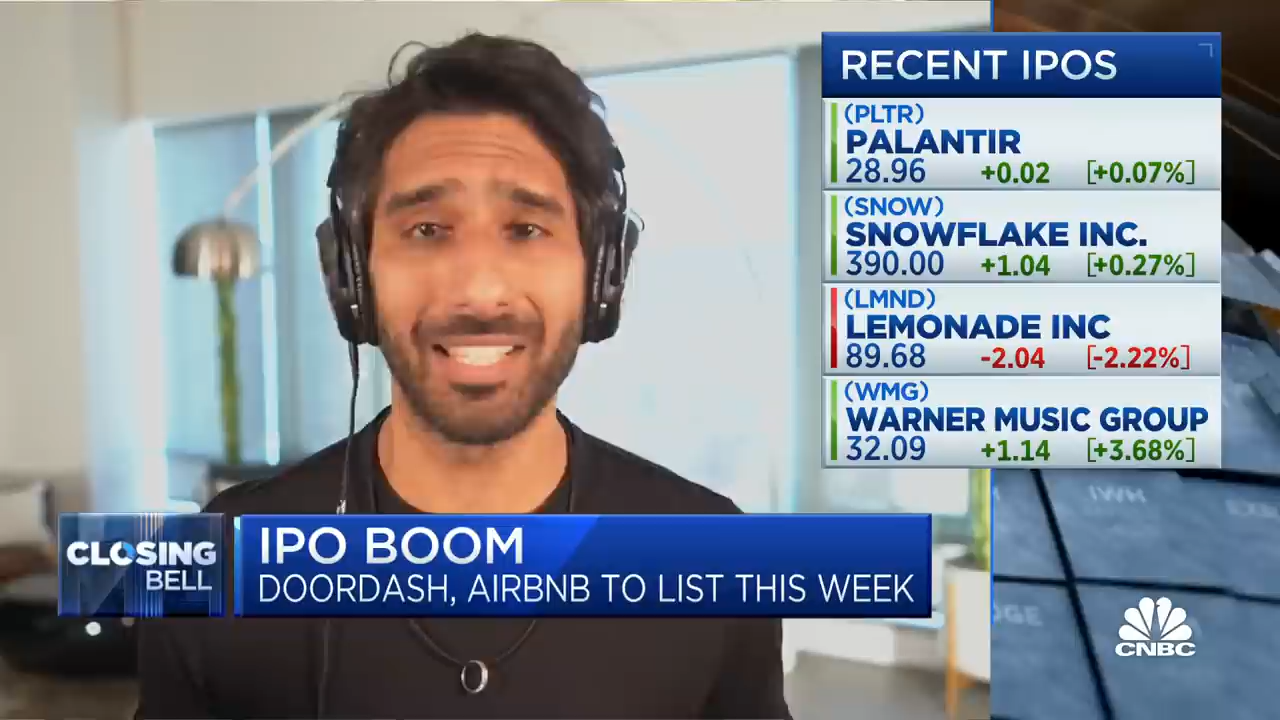 RECENT IPOS
(PLTR)
PALANTIR
28.96 +0.02 [+0.07%]
(SNOW)
SNOWFLAKE INC.
390.00 +1.04 [+0.27%]
(LMND)
LEMONADE INC
89.68 -2.04 [-2.22%]
(WMG)
WARNER MUSIC GROUP
32.09 +1.14 [+3.68%]
CLOSING
BELL
IPO BOOM
DOORDASH, AIRBNB TO LIST THIS WEEK
IWM
CNBC